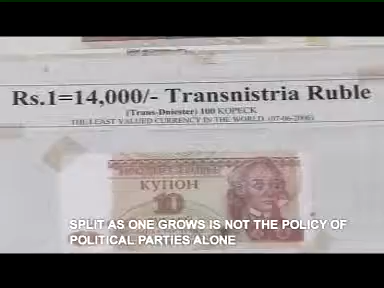 Rs.1=14,000/- Transnistria Ruble
(Trans-Dniester) 100 KOPECK
THE LEAST VALUED CURRENCY IN THE WORLD (07-06-2006)
КУПОН
10
SPLIT AS ONE GROWS IS NOT THE POLICY OF
POLITICAL PARTIES ALONE